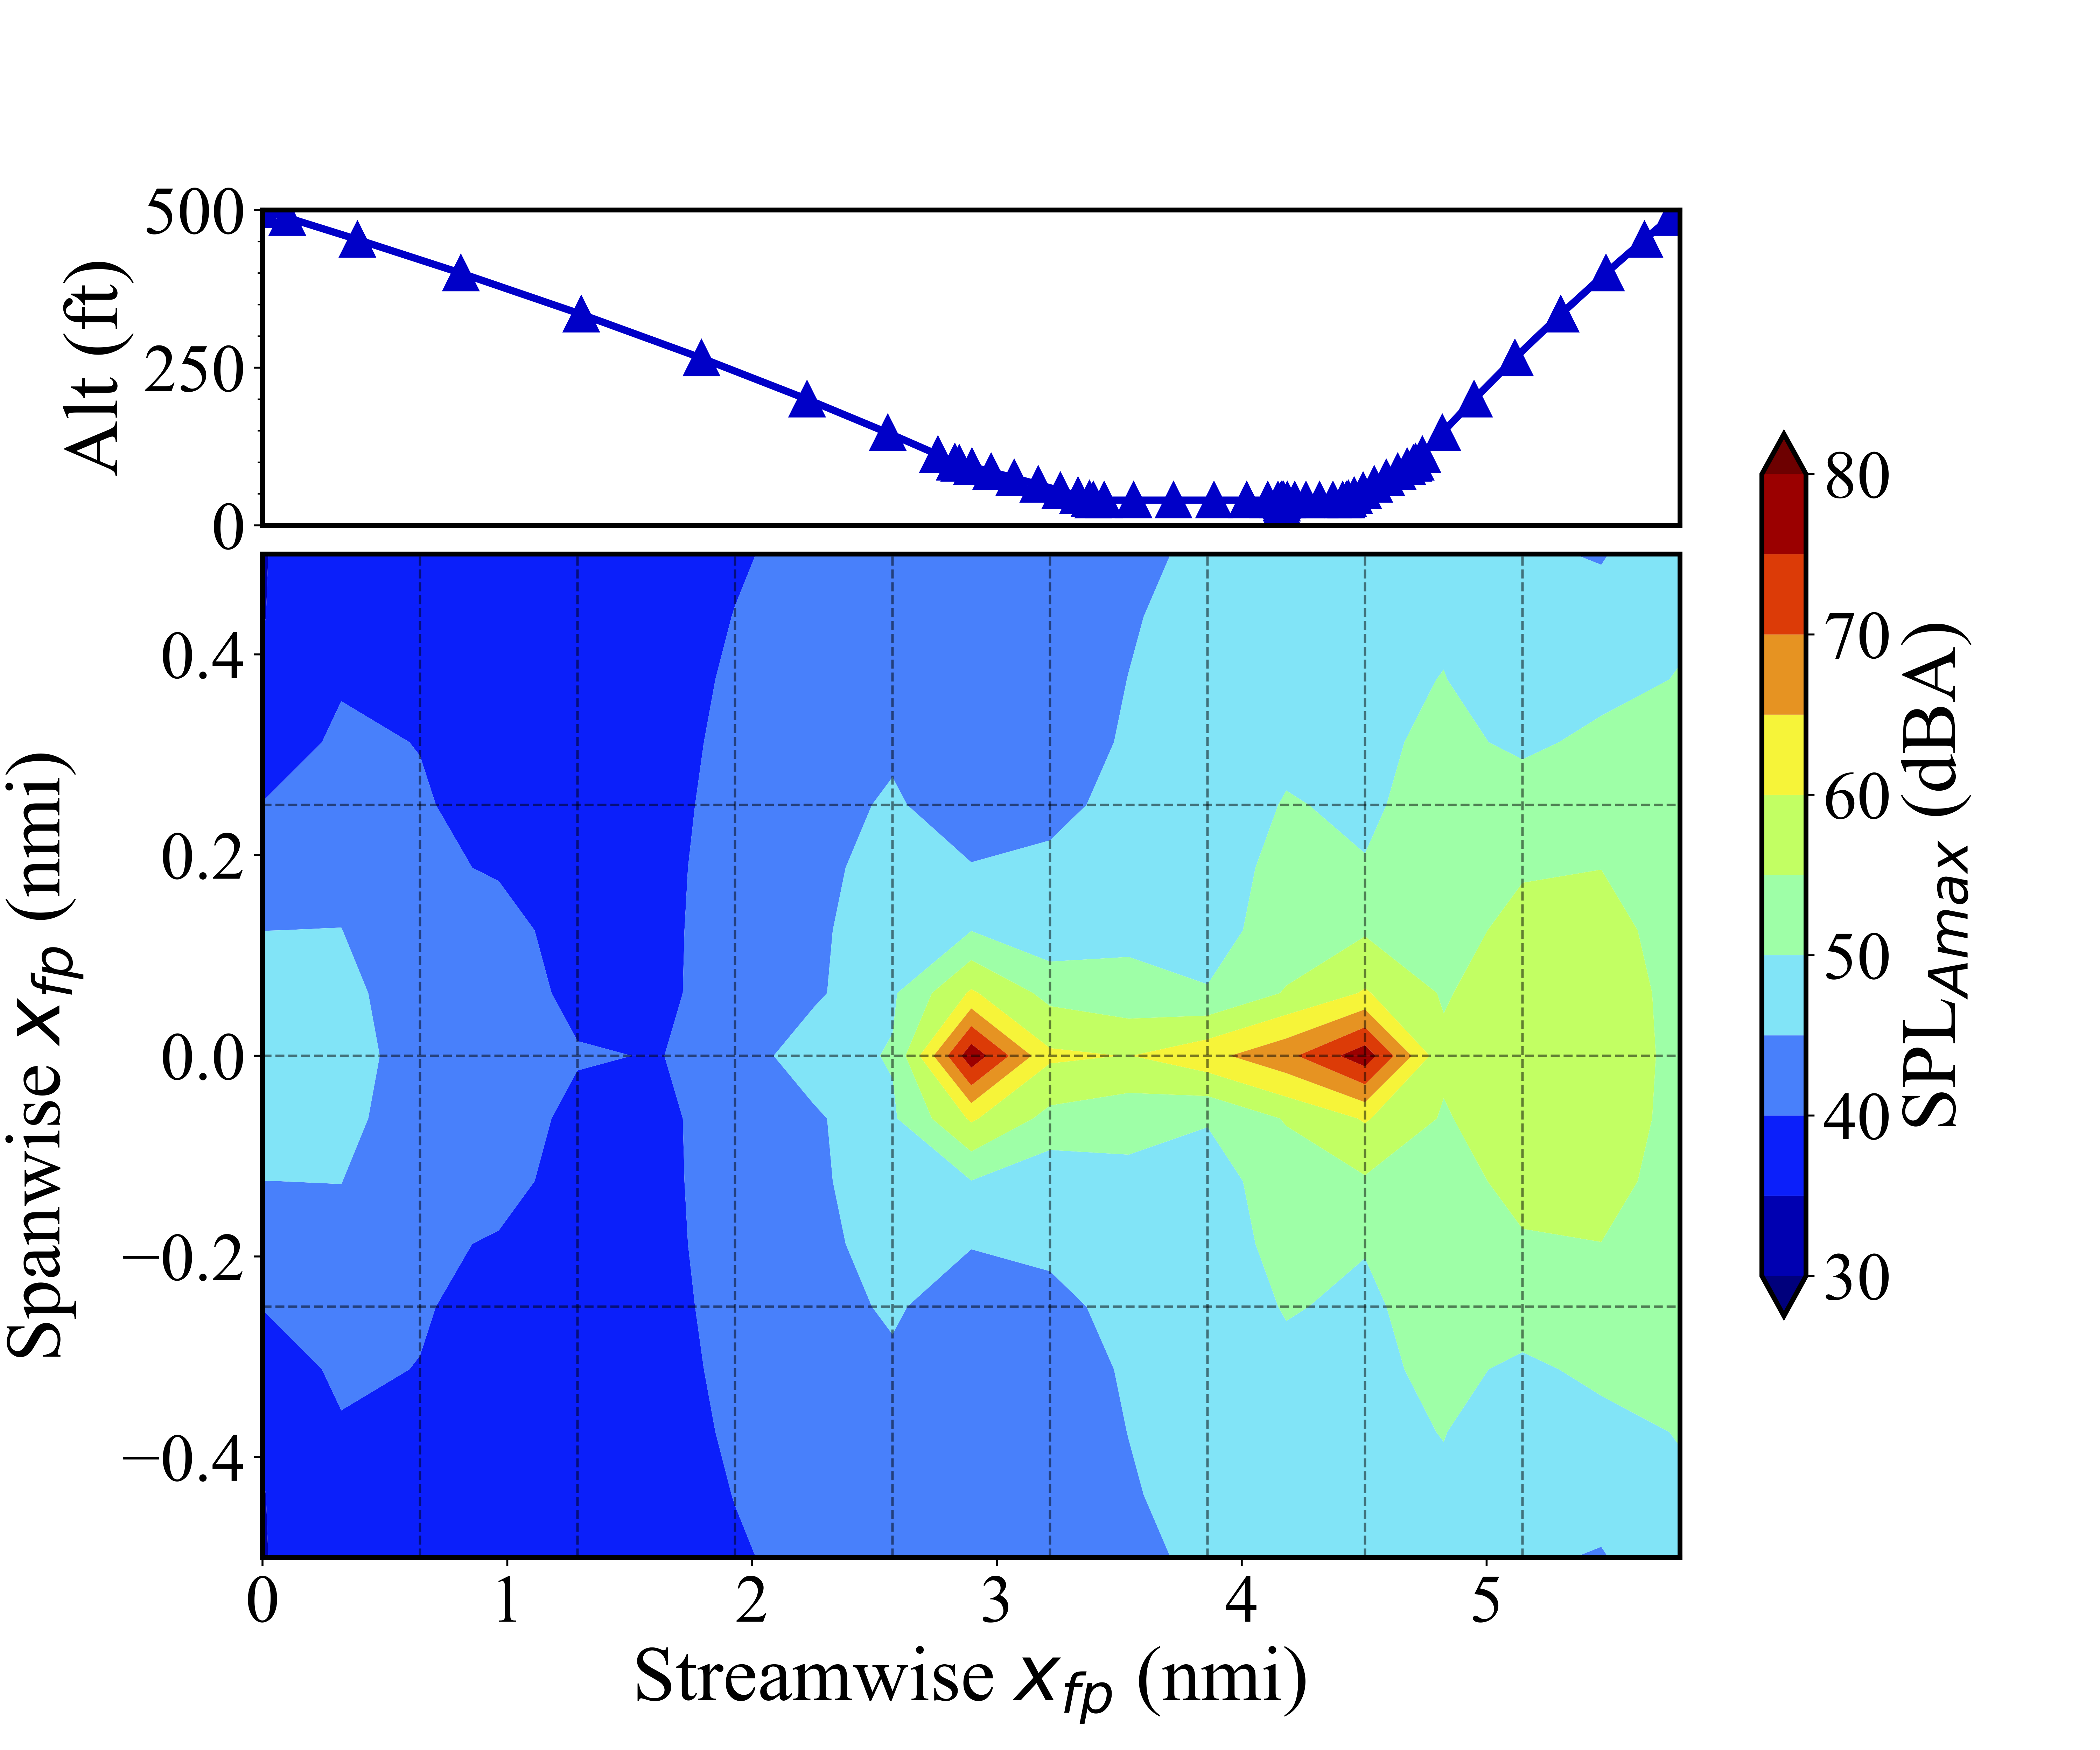 500
250
0
Alt (ft)
0.4
0.2
0.0
−0.2
−0.4
Spanwise x_fp (nmi)
0 1 2 3 4 5
Streamwise x_fp (nmi)
80
70
60
50
40
30
SPL_Amax (dBA)